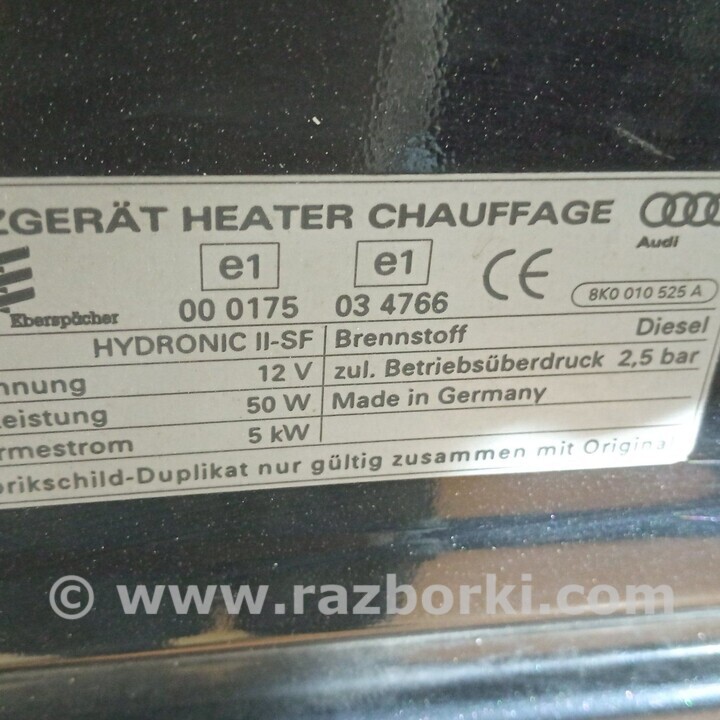 ZGERÄT HEATER CHAUFFAGE
Audi
e1 e1 CE
00 0175 03 4766
8K0 010 525 A
Eberspächer
HYDRONIC II-SF Brennstoff Diesel
nnung 12 V zul. Betriebsüberdruck 2,5 bar
eistung 50 W Made in Germany
rmestrom 5 kW
rikschild-Duplikat nur gültig zusammen mit Original
© www.razborki.com